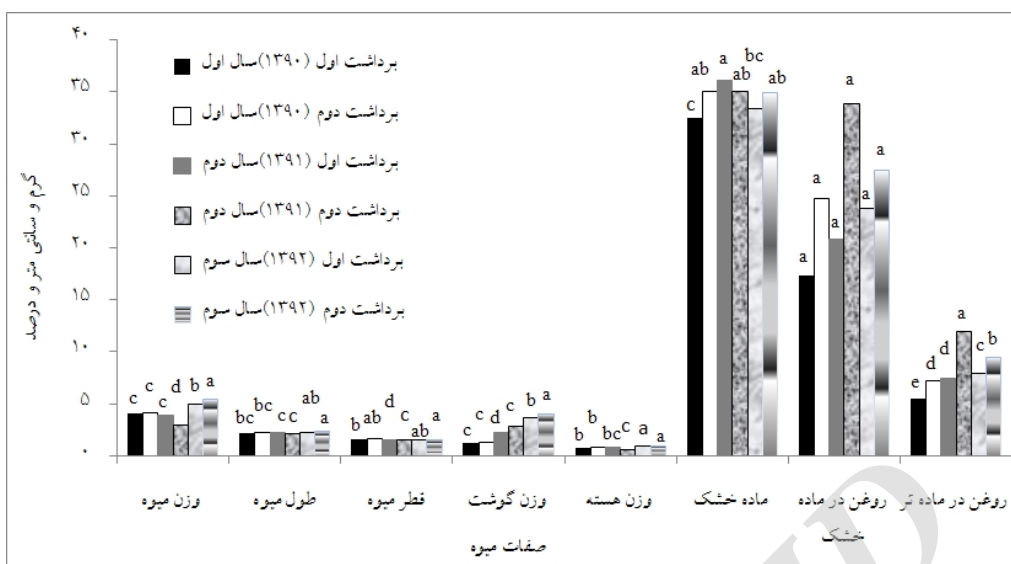 ۴۰
۳۵
۳۰
۲۵
۲۰
۱۵
۱۰
۵
۰
گرم و سانتی متر و درصد
برداشت اول (۱۳۹۰)سال اول
برداشت دوم (۱۳۹۰)سال اول
برداشت اول (۱۳۹۱)سال دوم
برداشت دوم (۱۳۹۱)سال دوم
برداشت اول (۱۳۹۲)سال سوم
برداشت دوم (۱۳۹۲)سال سوم
c c c d b a
bc bc c c ab a
b ab d c ab a
c c d c b a
b b bc c a a
c ab a ab bc ab
a a a a a a
e d d a c b
وزن میوه
طول میوه
قطر میوه
وزن گوشت
وزن هسته
ماده خشک
روغن در ماده
خشک
روغن در ماده تر
صفات میوه